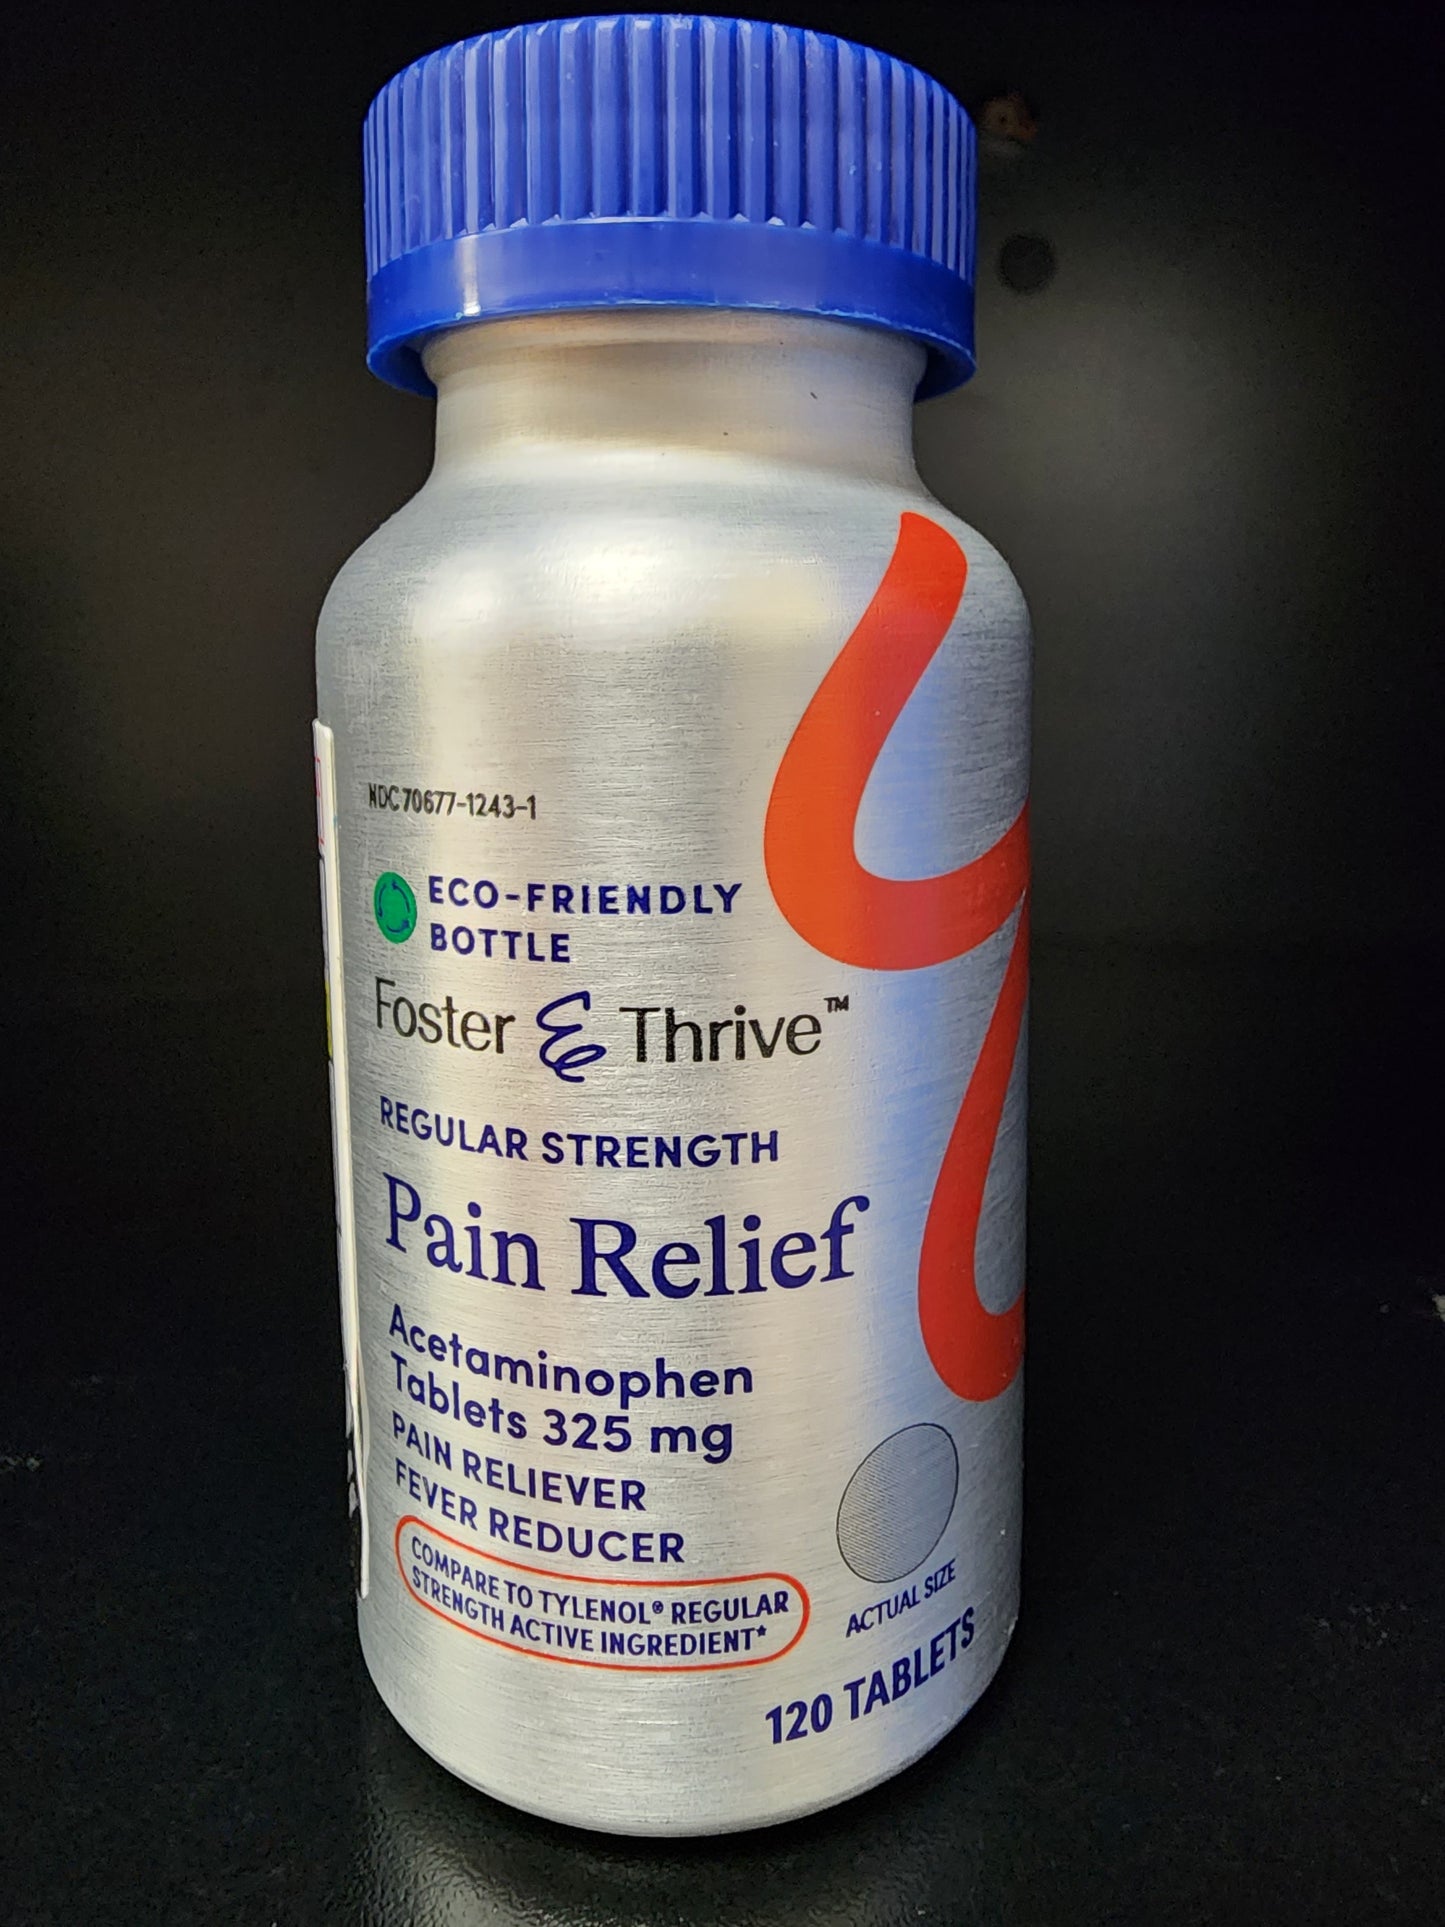 NDC 70677-1243-1
ECO-FRIENDLY
BOTTLE
Foster & Thrive™
REGULAR STRENGTH
Pain Relief
Acetaminophen
Tablets 325 mg
PAIN RELIEVER
FEVER REDUCER
COMPARE TO TYLENOL® REGULAR
STRENGTH ACTIVE INGREDIENT*
ACTUAL SIZE
120 TABLETS